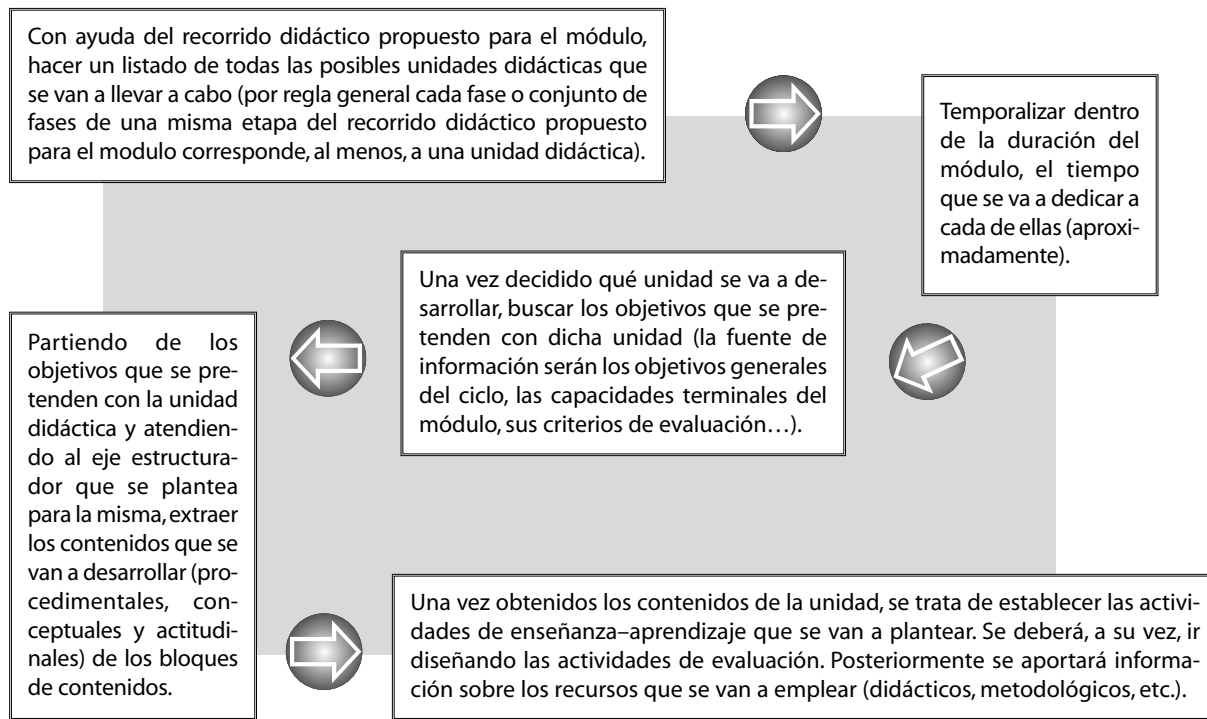 Con ayuda del recorrido didáctico propuesto para el módulo,
hacer un listado de todas las posibles unidades didácticas que
se van a llevar a cabo (por regla general cada fase o conjunto de
fases de una misma etapa del recorrido didáctico propuesto
para el modulo corresponde, al menos, a una unidad didáctica).
Temporalizar dentro
de la duración del
módulo, el tiempo
que se va a dedicar a
cada de ellas (aproxi-
madamente).
Una vez decidido qué unidad se va a de-
sarrollar, buscar los objetivos que se pre-
tenden con dicha unidad (la fuente de
información serán los objetivos generales
del ciclo, las capacidades terminales del
módulo, sus criterios de evaluación…).
Partiendo de los
objetivos que se pre-
tenden con la unidad
didáctica y atendien-
do al eje estructura-
dor que se plantea
para la misma, extraer
los contenidos que se
van a desarrollar (pro-
cedimentales, con-
ceptuales y actitudi-
nales) de los bloques
de contenidos.
Una vez obtenidos los contenidos de la unidad, se trata de establecer las activi-
dades de enseñanza–aprendizaje que se van a plantear. Se deberá, a su vez, ir
diseñando las actividades de evaluación. Posteriormente se aportará informa-
ción sobre los recursos que se van a emplear (didácticos, metodológicos, etc.).